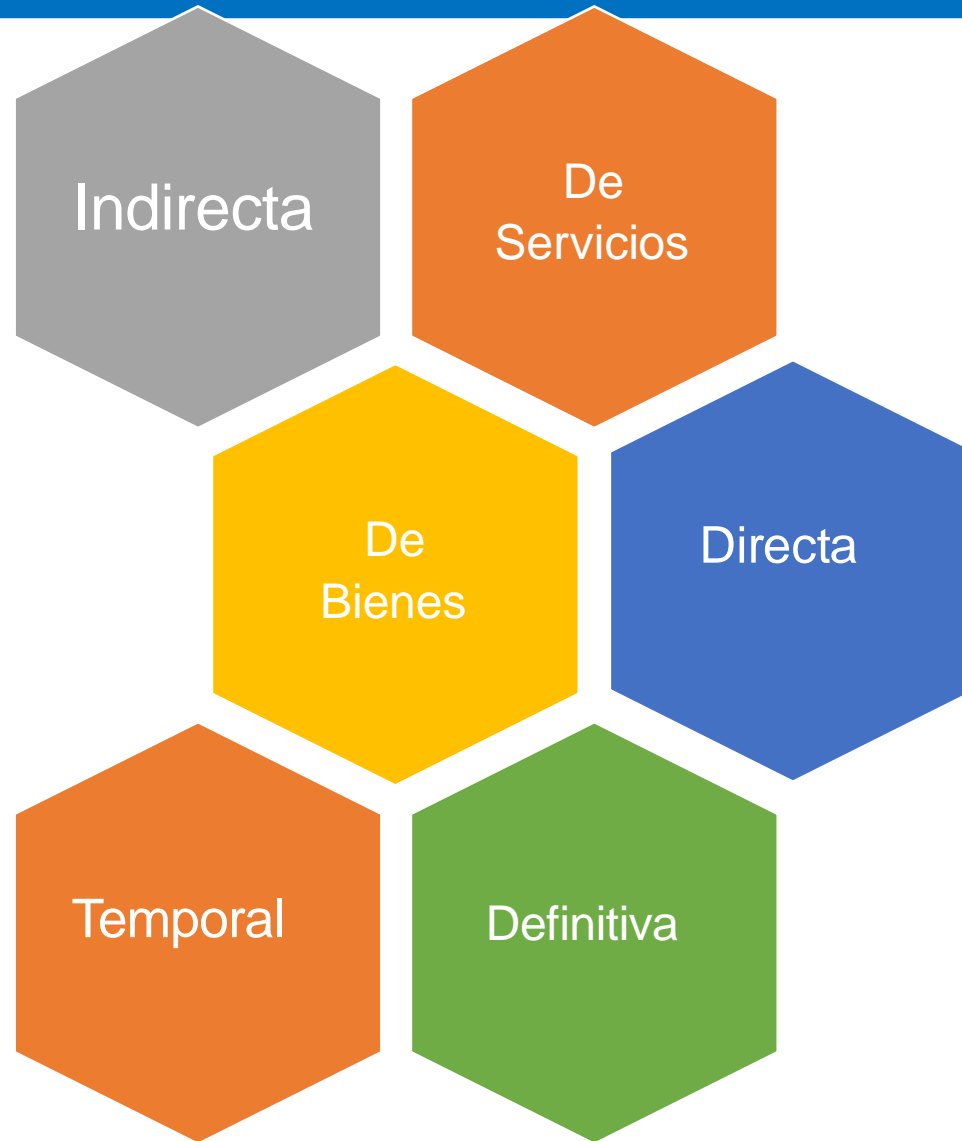 Indirecta
De
Servicios
De
Bienes
Directa
Temporal
Definitiva